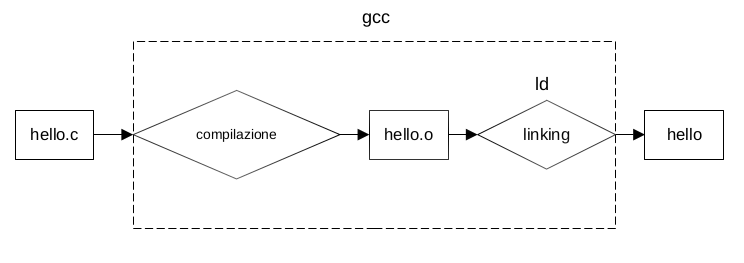 gcc
ld
hello.c
compilazione
hello.o
linking
hello